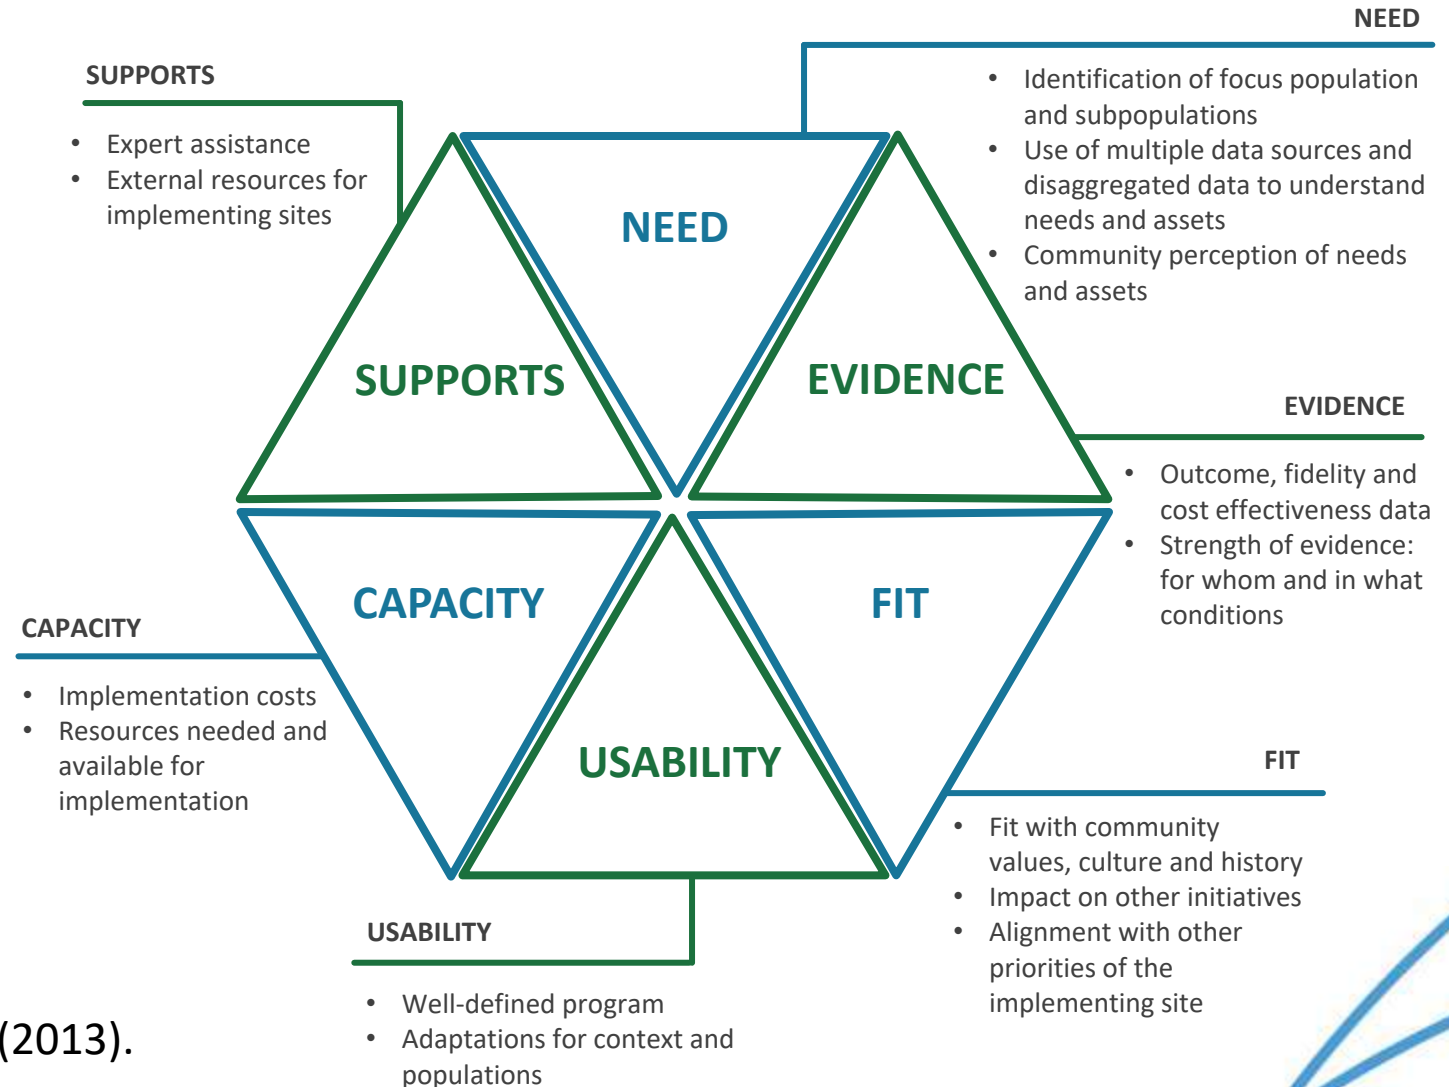 NEED
• Identification of focus population
and subpopulations
• Use of multiple data sources and
disaggregated data to understand
needs and assets
• Community perception of needs
and assets
SUPPORTS
• Expert assistance
• External resources for
implementing sites
NEED
SUPPORTS
EVIDENCE
EVIDENCE
• Outcome, fidelity and
cost effectiveness data
• Strength of evidence:
for whom and in what
conditions
CAPACITY
FIT
CAPACITY
• Implementation costs
• Resources needed and
available for
implementation
USABILITY
FIT
• Fit with community
values, culture and history
• Impact on other initiatives
• Alignment with other
priorities of the
implementing site
USABILITY
• Well-defined program
• Adaptations for context and
populations
(2013).